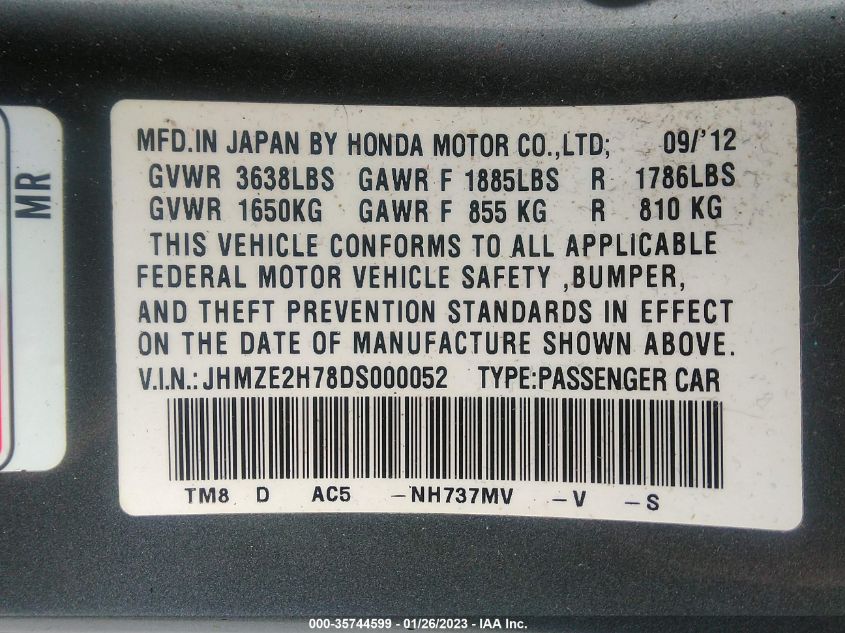 MFD.IN JAPAN BY HONDA MOTOR CO.,LTD; 09/'12
GVWR 3638LBS GAWR F 1885LBS R 1786LBS
GVWR 1650KG GAWR F 855 KG R 810 KG
THIS VEHICLE CONFORMS TO ALL APPLICABLE
FEDERAL MOTOR VEHICLE SAFETY ,BUMPER,
AND THEFT PREVENTION STANDARDS IN EFFECT
ON THE DATE OF MANUFACTURE SHOWN ABOVE.
V.I.N.: JHMZE2H78DS000052 TYPE:PASSENGER CAR
TM8 D AC5 -NH737MV -V -S
MR
000-35744599 - 01/26/2023 - IAA Inc.